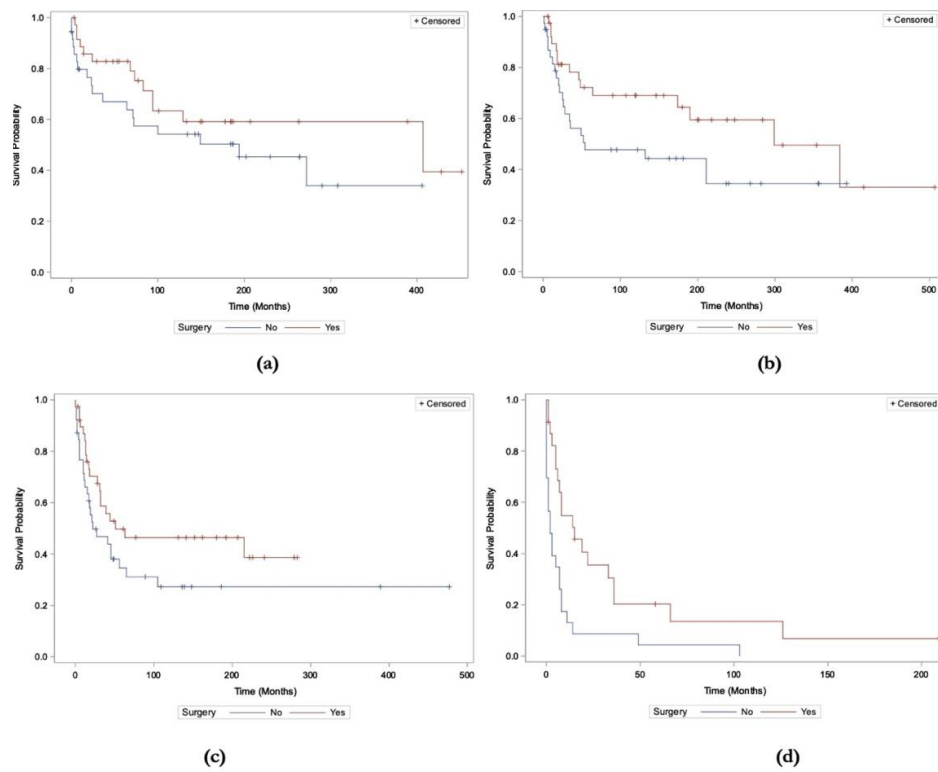 + Censored
1.0
0.8
0.6
0.4
0.2
0.0
Survival Probability
0 100 200 300 400
Time (Months)
Surgery No Yes
(a)
+ Censored
1.0
0.8
0.6
0.4
0.2
0.0
Survival Probability
0 100 200 300 400 500
Time (Months)
Surgery No Yes
(b)
+ Censored
1.0
0.8
0.6
0.4
0.2
0.0
Survival Probability
0 100 200 300 400 500
Time (Months)
Surgery No Yes
(c)
+ Censored
1.0
0.8
0.6
0.4
0.2
0.0
Survival Probability
0 50 100 150 200
Time (Months)
Surgery No Yes
(d)